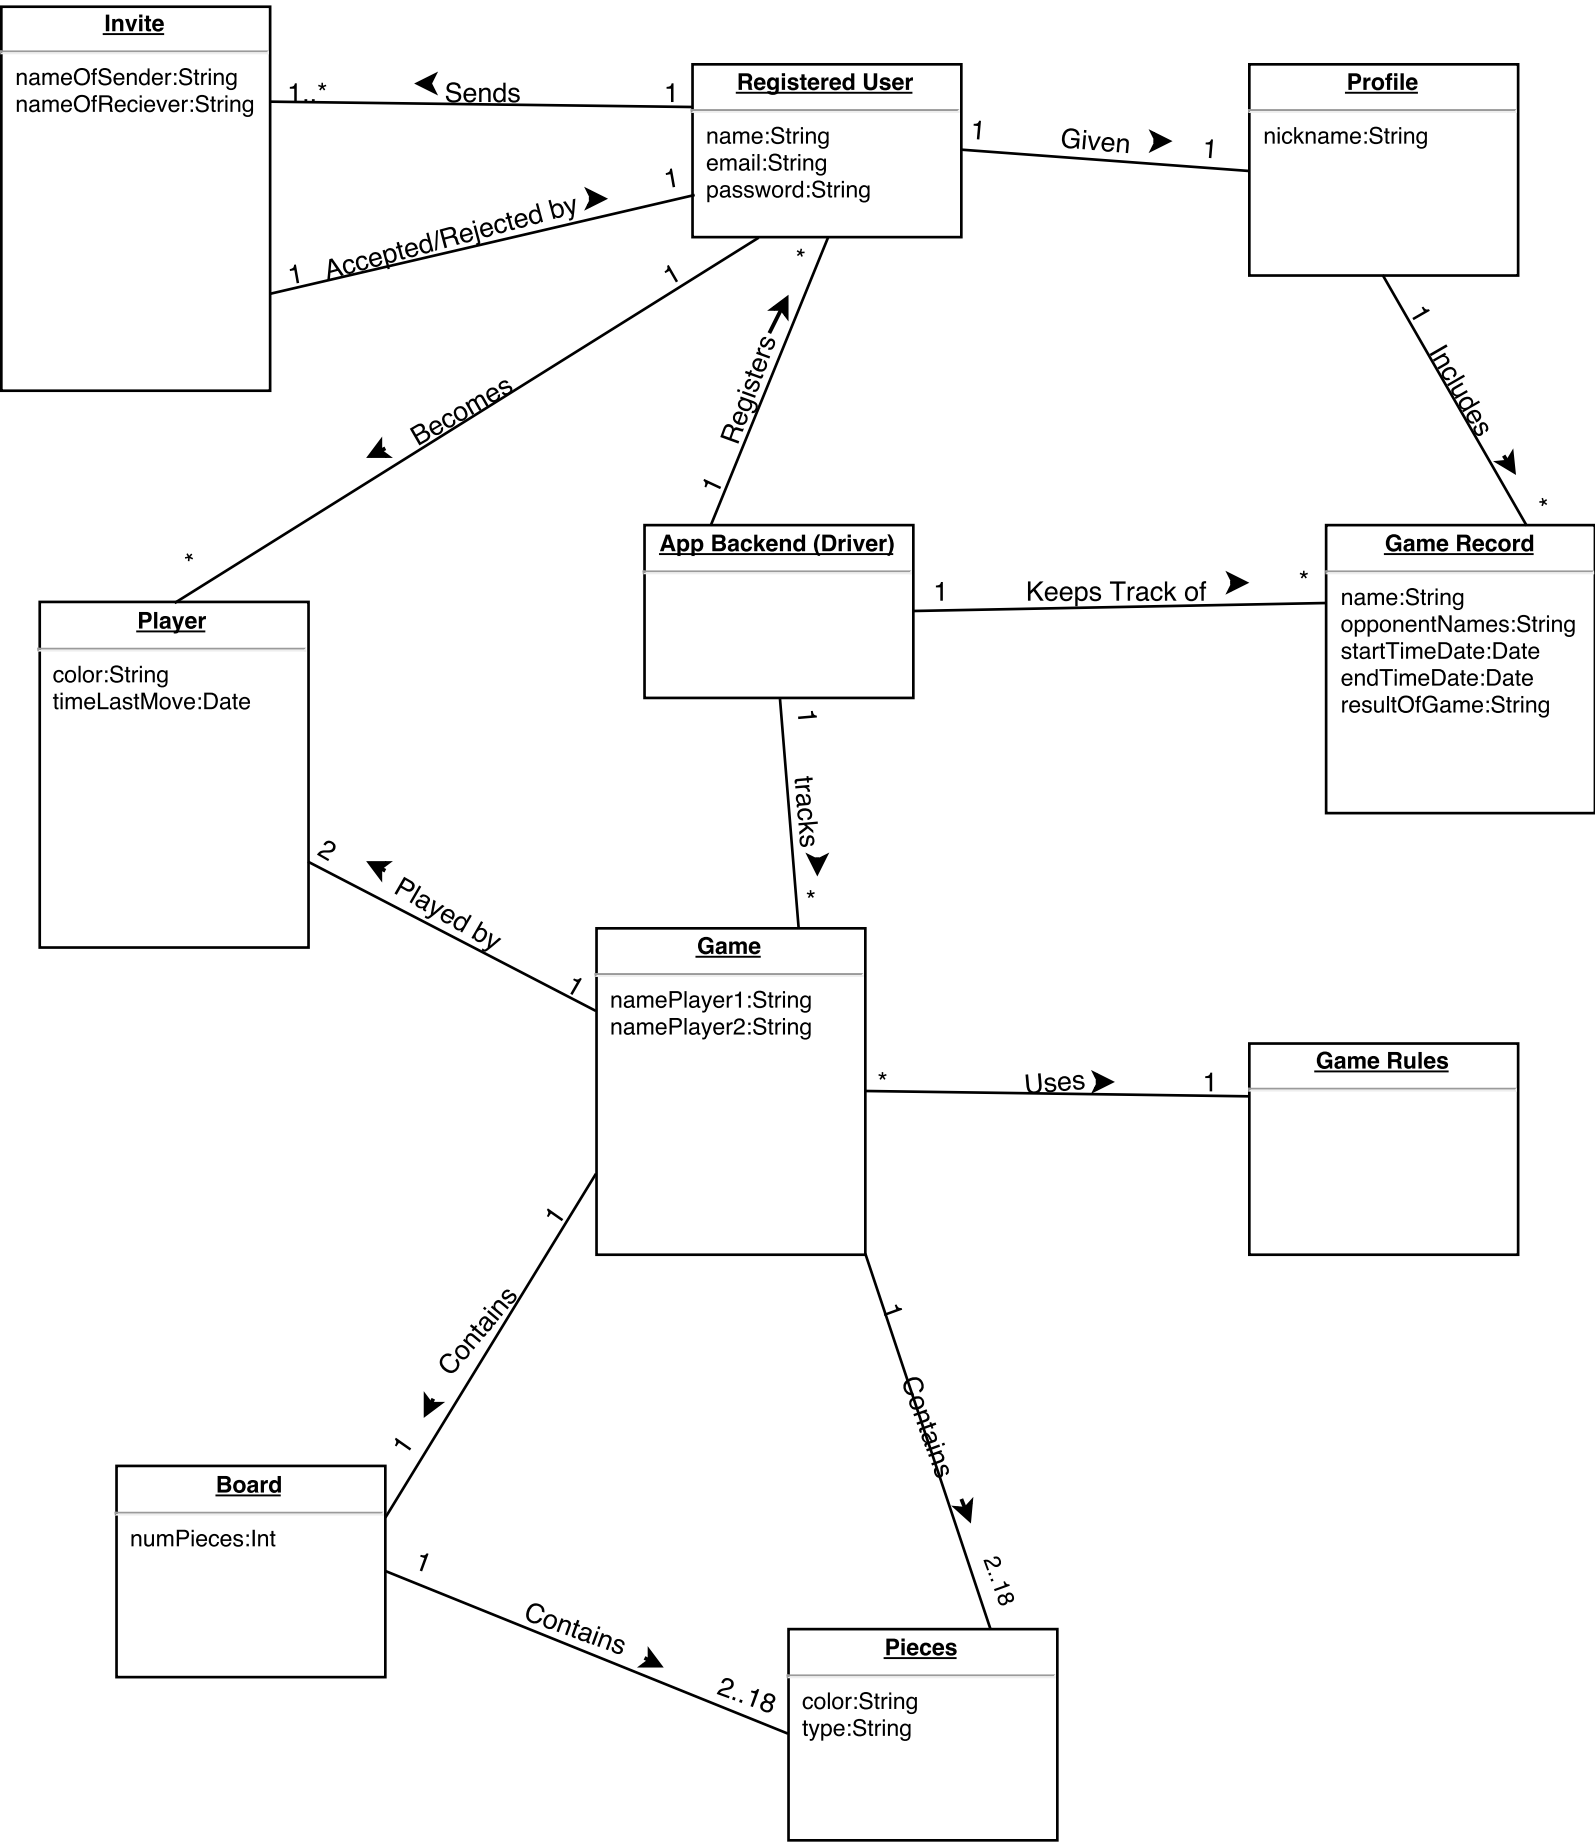 Invite
nameOfSender:String
nameOfReciever:String
1..*
Sends
1
Registered User
name:String
email:String
password:String
1
Given
1
Profile
nickname:String
1
Accepted/Rejected by
1
1
Becomes
*
*
Registers
1
1
Includes
*
App Backend (Driver)
1
Keeps Track of
*
Game Record
name:String
opponentNames:String
startTimeDate:Date
endTimeDate:Date
resultOfGame:String
Player
color:String
timeLastMove:Date
1
tracks
*
2
Played by
1
Game
namePlayer1:String
namePlayer2:String
*
Uses
1
Game Rules
1
Contains
1
1
Contains
2..18
Board
numPieces:Int
1
Contains
2..18
Pieces
color:String
type:String